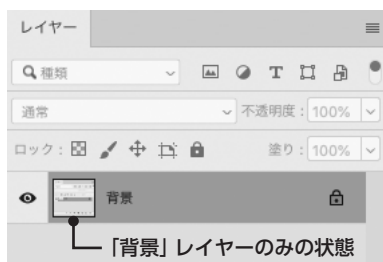 レイヤー
種類
通常 不透明度： 100%
ロック： 塗り： 100%
背景
「背景」レイヤーのみの状態